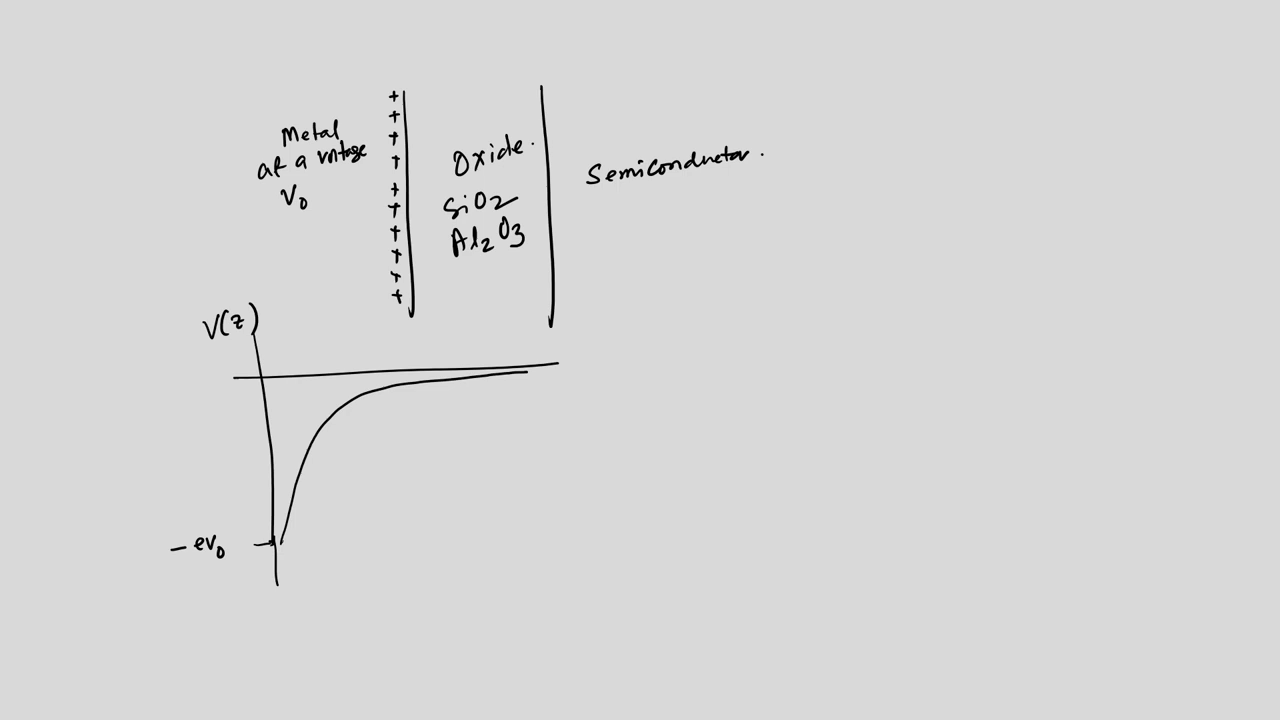 Metal
at a voltage
V₀
+
+
+
+
+
+
+
+
+
+
Oxide.
SiO2
Al₂O3
Semiconductor.
V(z)
- eV₀